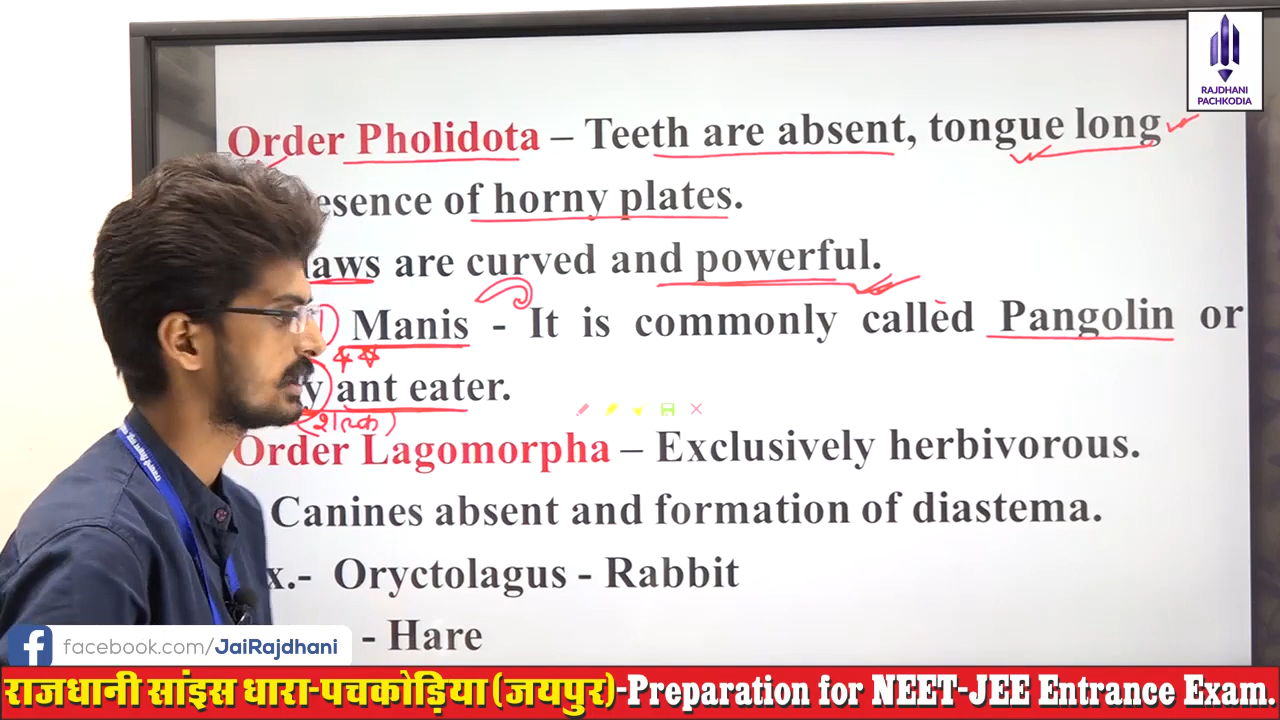 RAJDHANI
PACHKODIA
Order Pholidota – Teeth are absent, tongue long
esence of horny plates.
laws are curved and powerful.
Manis - It is commonly called Pangolin or
y ant eater.
(शल्क)
Order Lagomorpha – Exclusively herbivorous.
Canines absent and formation of diastema.
x.- Oryctolagus - Rabbit
- Hare
facebook.com/JaiRajdhani
राजधानी सांइस धारा-पचकोड़िया (जयपुर)-Preparation for NEET-JEE Entrance Exam.